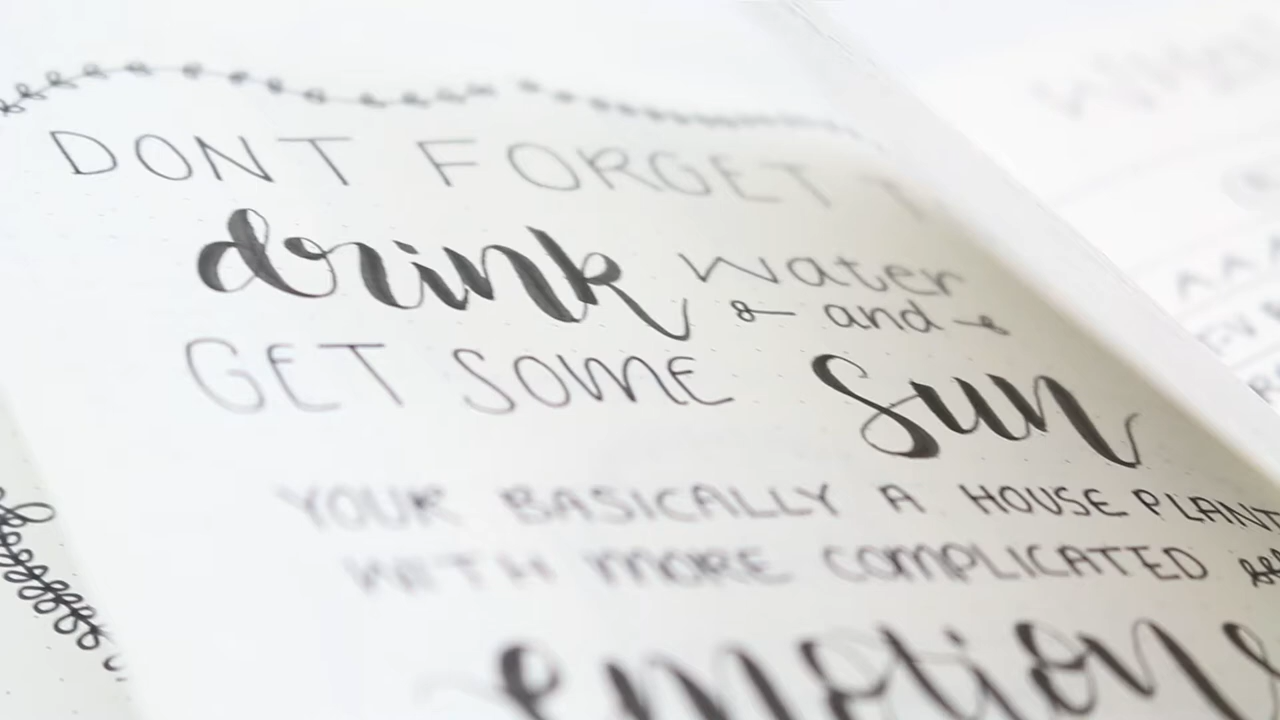 DONT FORGET T
drink water
and
GET SOME sun
YOUR BASICALLY A HOUSE PLANT
WITH MORE COMPLICATED
emotions